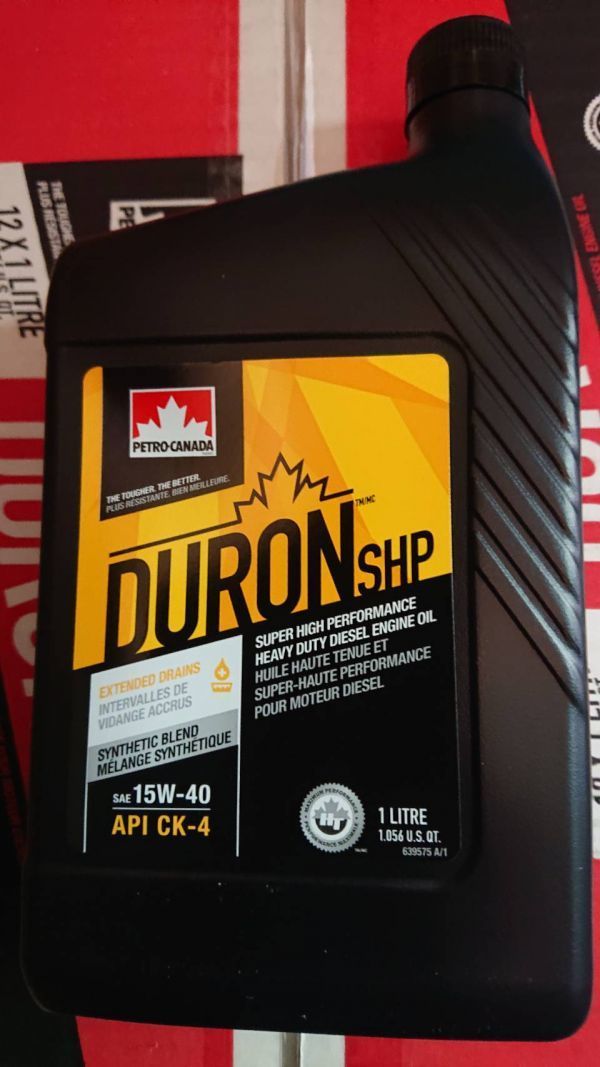 PETRO-CANADA
THE TOUGHER. THE BETTER.
PLUS RÉSISTANTE. BIEN MEILLEURE.
DURON SHP
TM/MC
SUPER HIGH PERFORMANCE
HEAVY DUTY DIESEL ENGINE OIL
HUILE HAUTE TENUE ET
SUPER-HAUTE PERFORMANCE
POUR MOTEUR DIESEL
EXTENDED DRAINS
INTERVALLES DE
VIDANGE ACCRUS
SYNTHETIC BLEND
MÉLANGE SYNTHÉTIQUE
SAE 15W-40
API CK-4
HT
1 LITRE
1.056 U.S. QT.
639575 A/1
12 X 1 LITRE